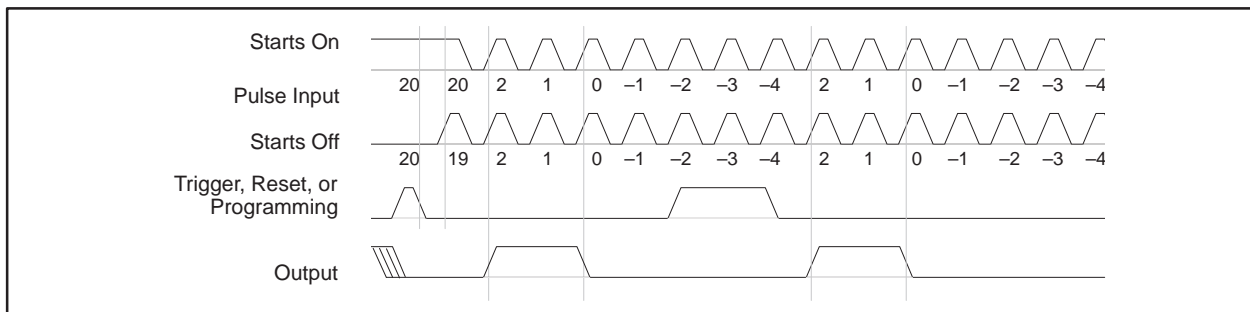 Starts On
20 20 2 1 0 –1 –2 –3 –4 2 1 0 –1 –2 –3 –4
Pulse Input
Starts Off
20 19 2 1 0 –1 –2 –3 –4 2 1 0 –1 –2 –3 –4
Trigger, Reset, or
Programming
Output